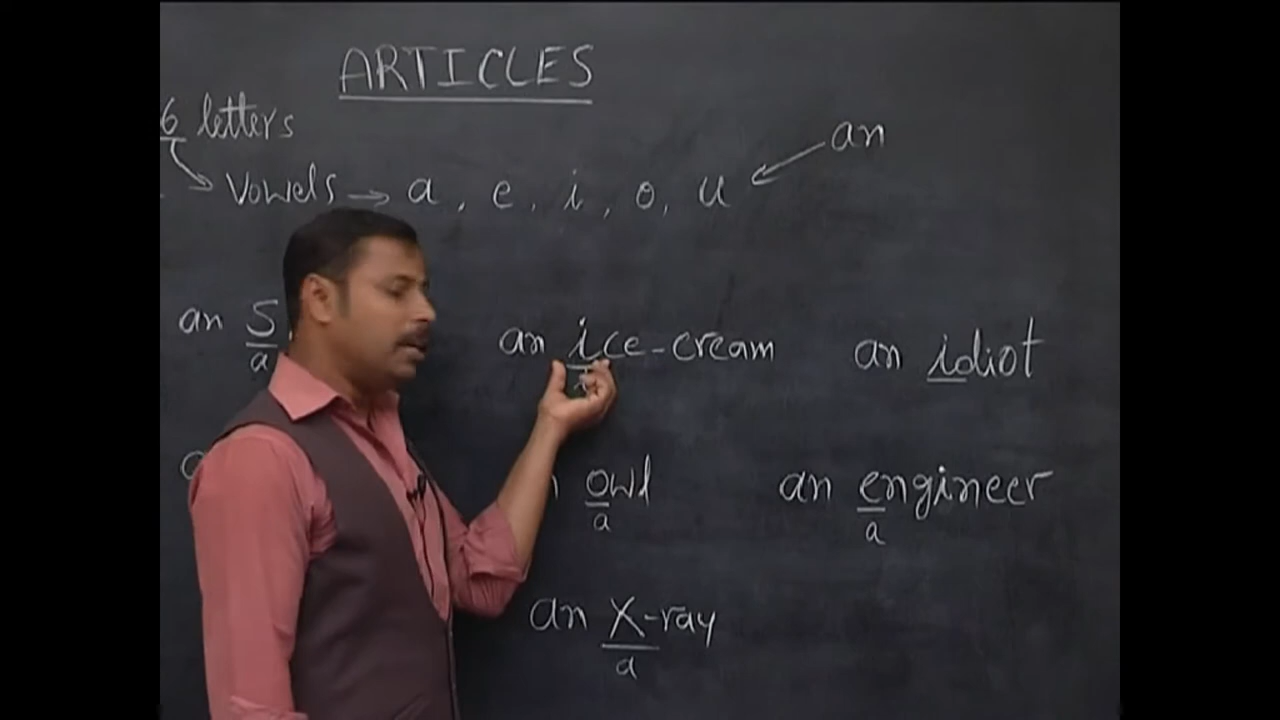 ARTICLES
6 letters
an
Vowels → a, e, i, o, u
an S
a
an ice-cream
an idiot
owl
a
an engineer
a
an X-ray
a